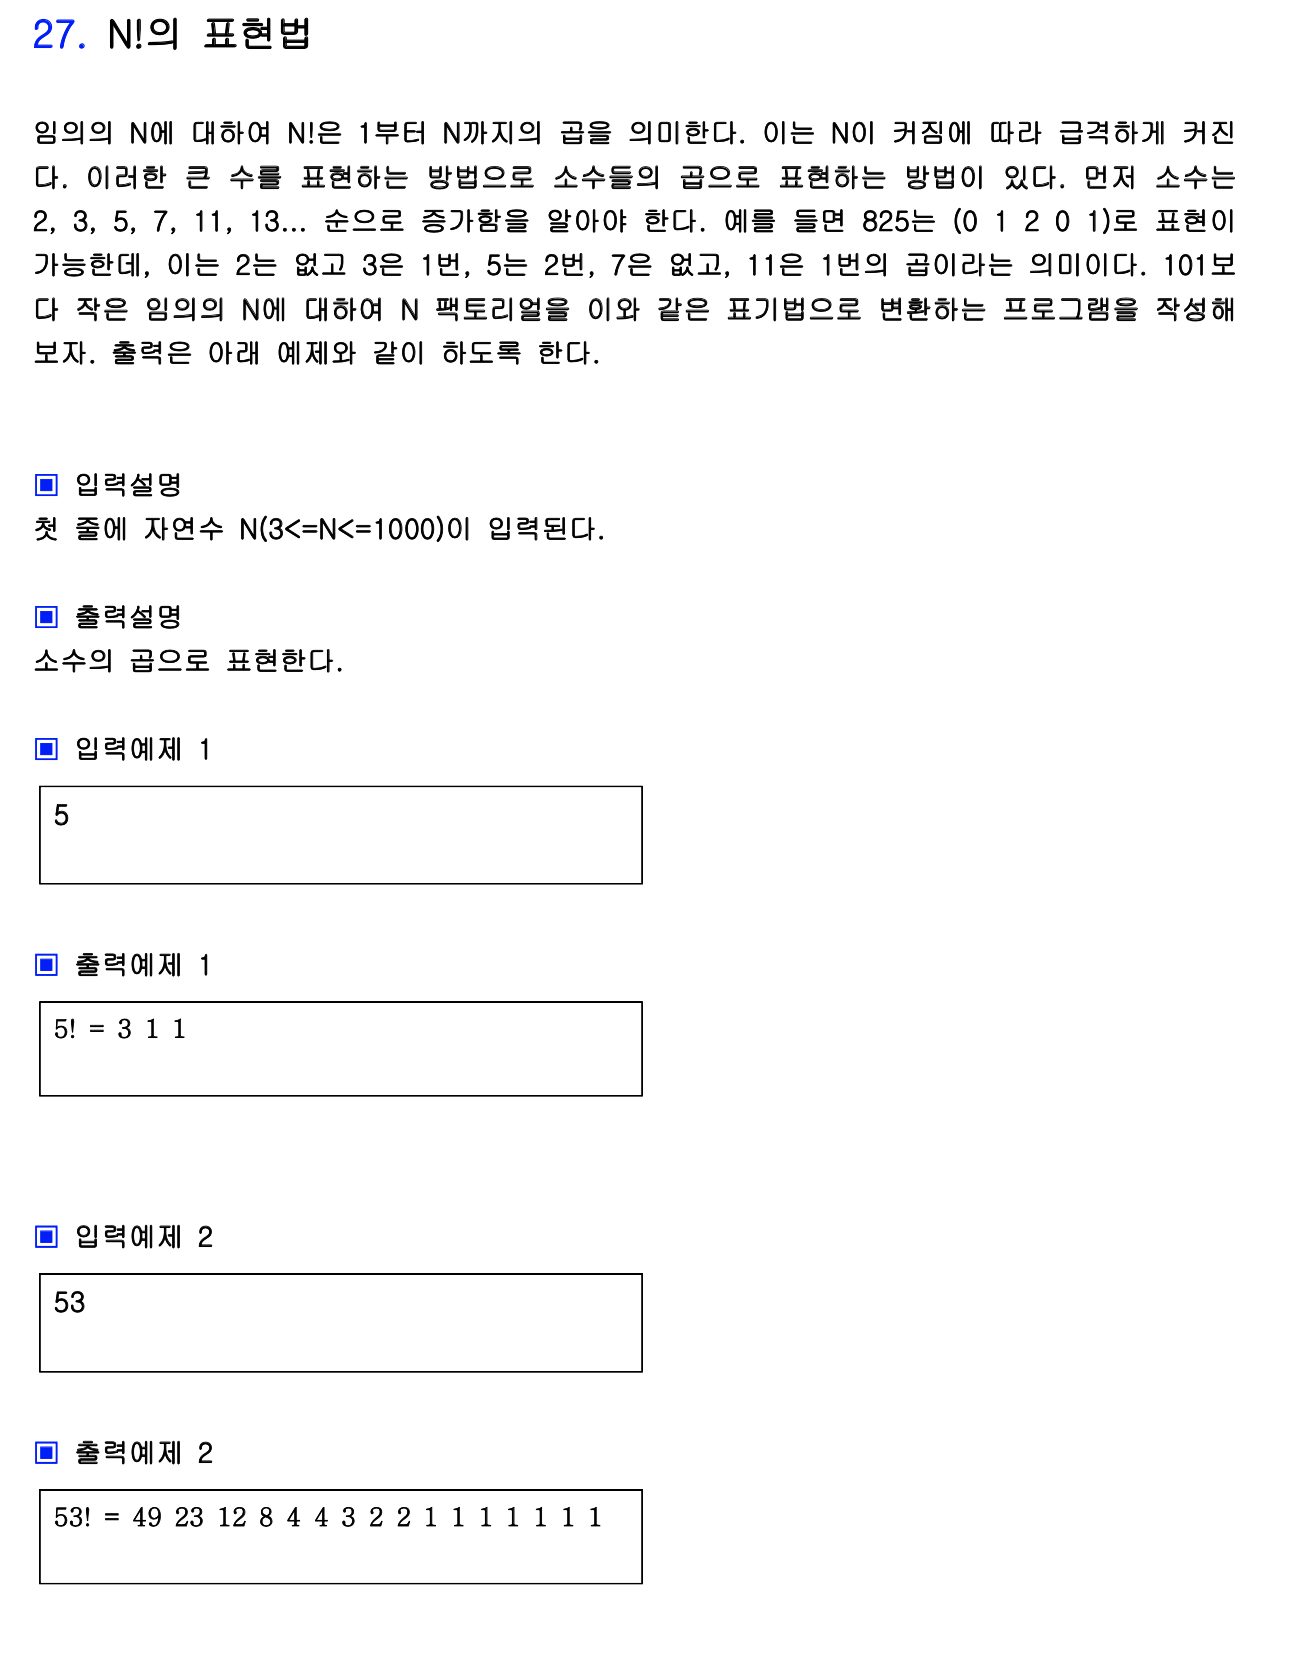 27. N!의 표현법
임의의 N에 대하여 N!은 1부터 N까지의 곱을 의미한다. 이는 N이 커짐에 따라 급격하게 커진
다. 이러한 큰 수를 표현하는 방법으로 소수들의 곱으로 표현하는 방법이 있다. 먼저 소수는
2, 3, 5, 7, 11, 13... 순으로 증가함을 알아야 한다. 예를 들면 825는 (0 1 2 0 1)로 표현이
가능한데, 이는 2는 없고 3은 1번, 5는 2번, 7은 없고, 11은 1번의 곱이라는 의미이다. 101보
다 작은 임의의 N에 대하여 N 팩토리얼을 이와 같은 표기법으로 변환하는 프로그램을 작성해
보자. 출력은 아래 예제와 같이 하도록 한다.
▣ 입력설명
첫 줄에 자연수 N(3<=N<=1000)이 입력된다.
▣ 출력설명
소수의 곱으로 표현한다.
▣ 입력예제 1
5
▣ 출력예제 1
5! = 3 1 1
▣ 입력예제 2
53
▣ 출력예제 2
53! = 49 23 12 8 4 4 3 2 2 1 1 1 1 1 1 1